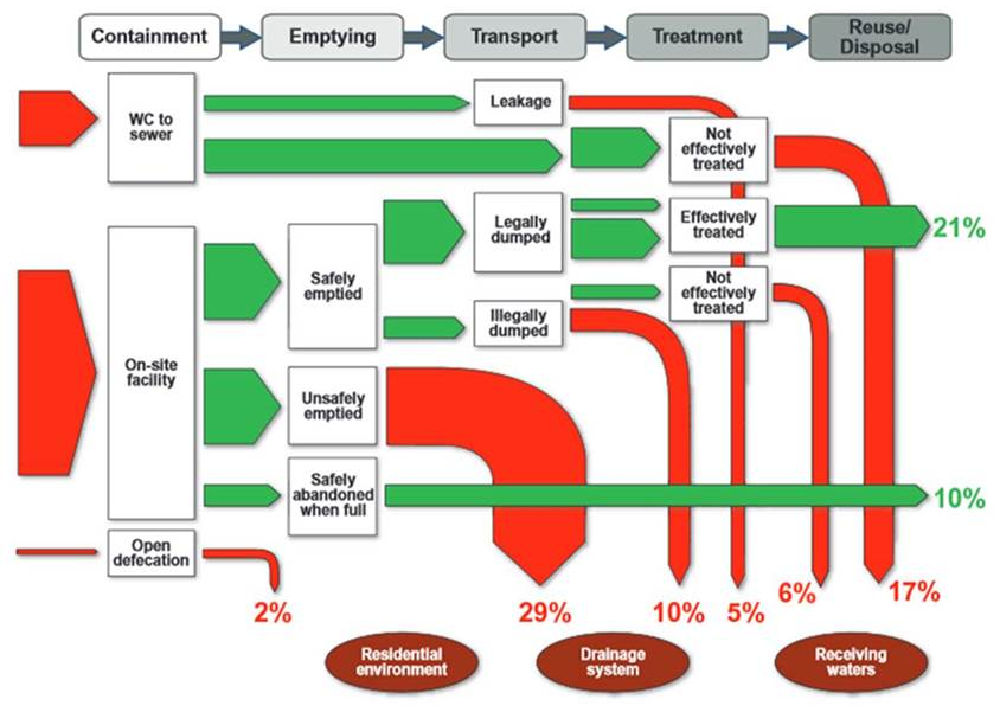 Containment
Emptying
Transport
Treatment
Reuse/
Disposal
WC to
sewer
Leakage
Not
effectively
treated
Legally
dumped
Effectively
treated
21%
Safely
emptied
Not
effectively
treated
Illegally
dumped
On-site
facility
Unsafely
emptied
Safely
abandoned
when full
10%
Open
defecation
2%
29%
10%
5%
6%
17%
Residential
environment
Drainage
system
Receiving
waters